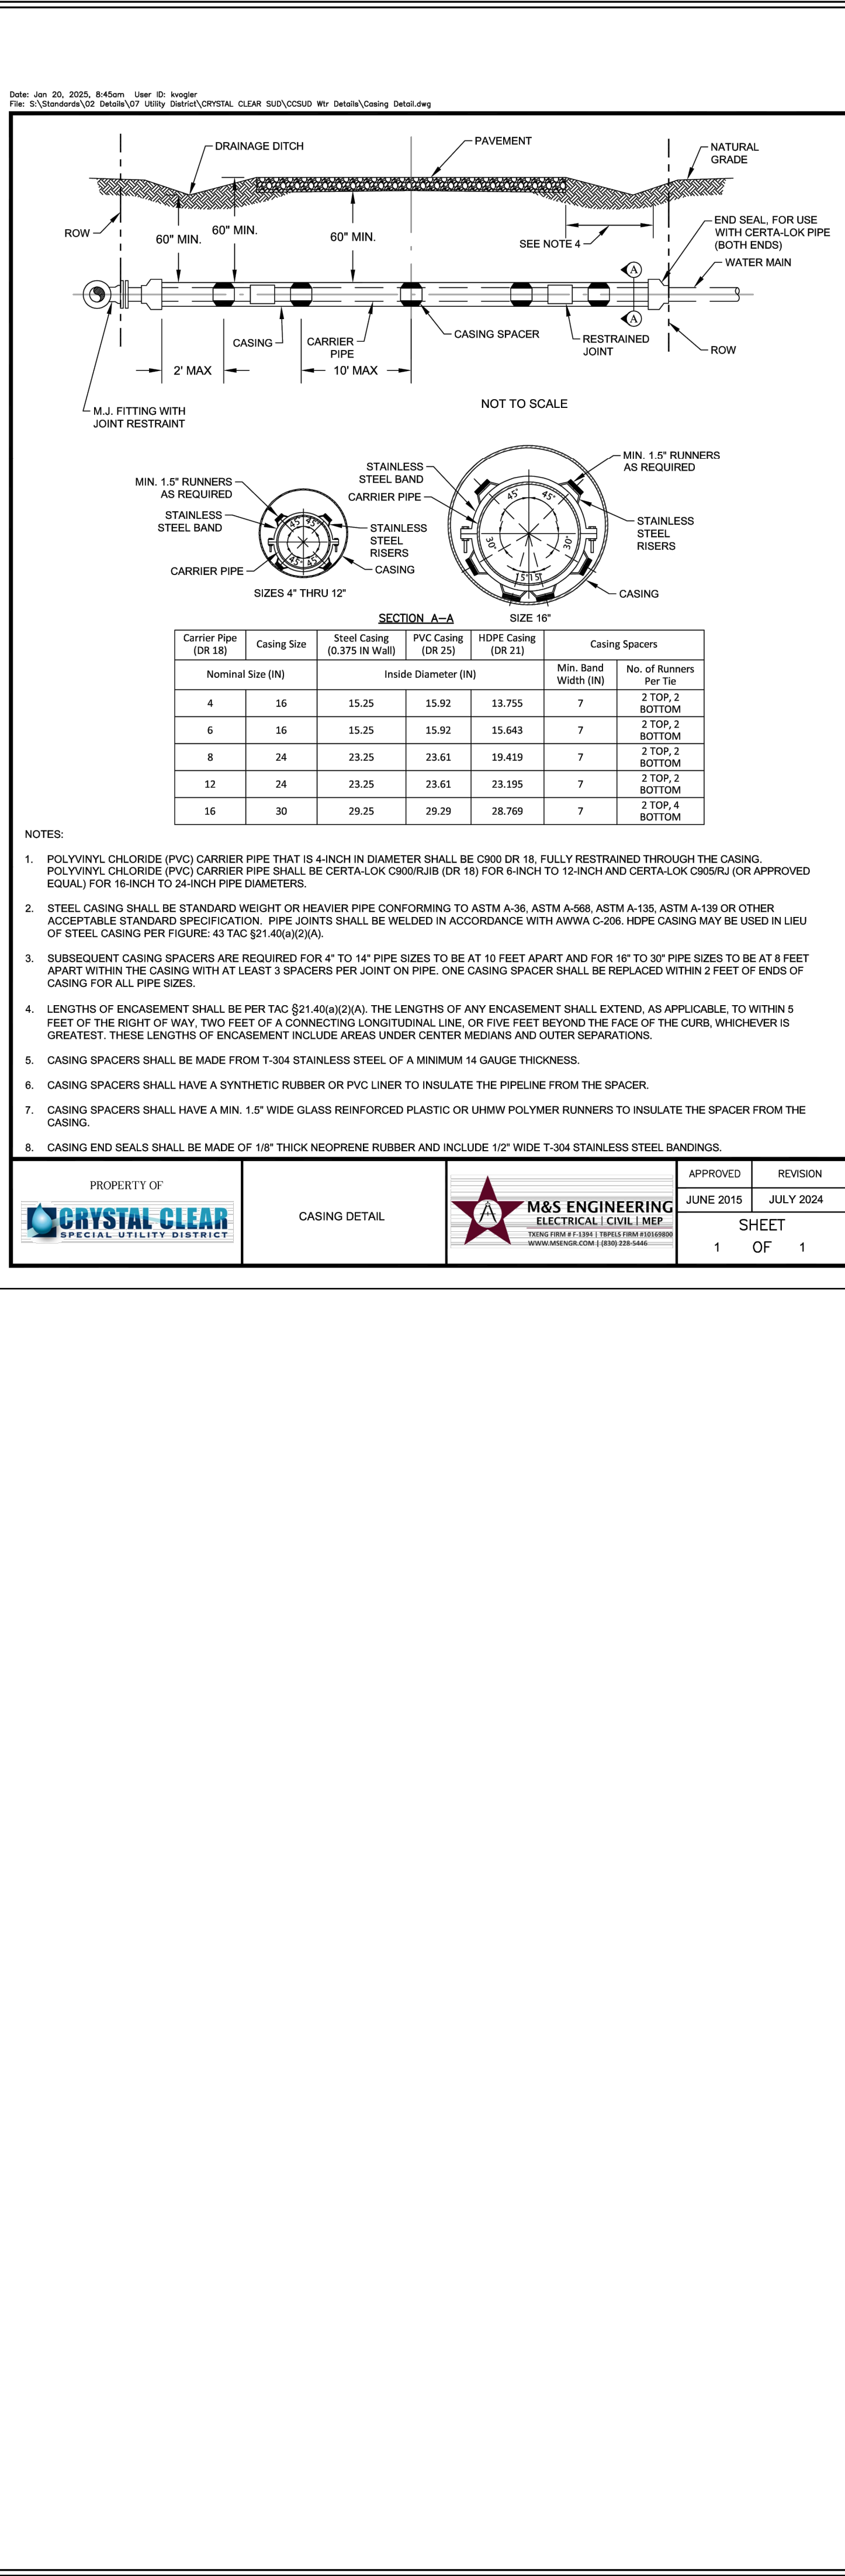 Date: Jan 20, 2025, 8:45am User ID: kvogler
File: S:\Standards\02 Details\07 Utility District\CRYSTAL CLEAR SUD\CCSUD Wtr Details\Casing Detail.dwg
DRAINAGE DITCH
PAVEMENT
NATURAL
GRADE
ROW
60" MIN.
60" MIN.
60" MIN.
SEE NOTE 4
END SEAL, FOR USE
WITH CERTA-LOK PIPE
(BOTH ENDS)
WATER MAIN
A
A
CASING
CARRIER
PIPE
CASING SPACER
RESTRAINED
JOINT
ROW
2' MAX
10' MAX
M.J. FITTING WITH
JOINT RESTRAINT
NOT TO SCALE
MIN. 1.5" RUNNERS
AS REQUIRED
STAINLESS
STEEL BAND
CARRIER PIPE
45°
45°
45°
45°
STAINLESS
STEEL
RISERS
CASING
SIZES 4" THRU 12"
STAINLESS
STEEL BAND
CARRIER PIPE
MIN. 1.5" RUNNERS
AS REQUIRED
45°
45°
30°
30°
15°
15°
STAINLESS
STEEL
RISERS
CASING
SECTION A-A
SIZE 16"
Carrier Pipe (DR 18) Casing Size Steel Casing (0.375 IN Wall) PVC Casing (DR 25) HDPE Casing (DR 21) Casing Spacers
Nominal Size (IN) Inside Diameter (IN) Min. Band Width (IN) No. of Runners Per Tie
4 16 15.25 15.92 13.755 7 2 TOP, 2 BOTTOM
6 16 15.25 15.92 15.643 7 2 TOP, 2 BOTTOM
8 24 23.25 23.61 19.419 7 2 TOP, 2 BOTTOM
12 24 23.25 23.61 23.195 7 2 TOP, 2 BOTTOM
16 30 29.25 29.29 28.769 7 2 TOP, 4 BOTTOM
NOTES:
1. POLYVINYL CHLORIDE (PVC) CARRIER PIPE THAT IS 4-INCH IN DIAMETER SHALL BE C900 DR 18, FULLY RESTRAINED THROUGH THE CASING.
POLYVINYL CHLORIDE (PVC) CARRIER PIPE SHALL BE CERTA-LOK C900/RJIB (DR 18) FOR 6-INCH TO 12-INCH AND CERTA-LOK C905/RJ (OR APPROVED
EQUAL) FOR 16-INCH TO 24-INCH PIPE DIAMETERS.
2. STEEL CASING SHALL BE STANDARD WEIGHT OR HEAVIER PIPE CONFORMING TO ASTM A-36, ASTM A-568, ASTM A-135, ASTM A-139 OR OTHER
ACCEPTABLE STANDARD SPECIFICATION. PIPE JOINTS SHALL BE WELDED IN ACCORDANCE WITH AWWA C-206. HDPE CASING MAY BE USED IN LIEU
OF STEEL CASING PER FIGURE: 43 TAC §21.40(a)(2)(A).
3. SUBSEQUENT CASING SPACERS ARE REQUIRED FOR 4" TO 14" PIPE SIZES TO BE AT 10 FEET APART AND FOR 16" TO 30" PIPE SIZES TO BE AT 8 FEET
APART WITHIN THE CASING WITH AT LEAST 3 SPACERS PER JOINT ON PIPE. ONE CASING SPACER SHALL BE REPLACED WITHIN 2 FEET OF ENDS OF
CASING FOR ALL PIPE SIZES.
4. LENGTHS OF ENCASEMENT SHALL BE PER TAC §21.40(a)(2)(A). THE LENGTHS OF ANY ENCASEMENT SHALL EXTEND, AS APPLICABLE, TO WITHIN 5
FEET OF THE RIGHT OF WAY, TWO FEET OF A CONNECTING LONGITUDINAL LINE, OR FIVE FEET BEYOND THE FACE OF THE CURB, WHICHEVER IS
GREATEST. THESE LENGTHS OF ENCASEMENT INCLUDE AREAS UNDER CENTER MEDIANS AND OUTER SEPARATIONS.
5. CASING SPACERS SHALL BE MADE FROM T-304 STAINLESS STEEL OF A MINIMUM 14 GAUGE THICKNESS.
6. CASING SPACERS SHALL HAVE A SYNTHETIC RUBBER OR PVC LINER TO INSULATE THE PIPELINE FROM THE SPACER.
7. CASING SPACERS SHALL HAVE A MIN. 1.5" WIDE GLASS REINFORCED PLASTIC OR UHMW POLYMER RUNNERS TO INSULATE THE SPACER FROM THE
CASING.
8. CASING END SEALS SHALL BE MADE OF 1/8" THICK NEOPRENE RUBBER AND INCLUDE 1/2" WIDE T-304 STAINLESS STEEL BANDINGS.
PROPERTY OF
CRYSTAL CLEAR
SPECIAL UTILITY DISTRICT
CASING DETAIL
M&S ENGINEERING
ELECTRICAL | CIVIL | MEP
TXENG FIRM # F-1394 | TBPELS FIRM #10169800
WWW.MSENGR.COM | (830) 228-5446
APPROVED REVISION
JUNE 2015 JULY 2024
SHEET
1 OF 1